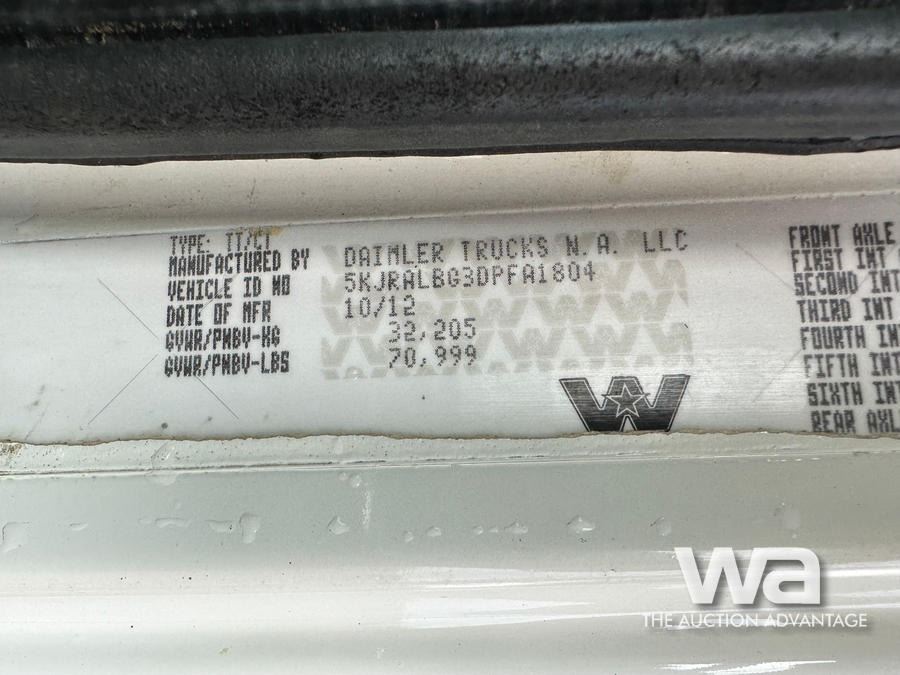 TYPE: TT/CT
MANUFACTURED BY DAIMLER TRUCKS N.A. LLC
VEHICLE ID NO 5KJRALBG3DPFA1804
DATE OF MFR 10/12
GVWR/PNBV-KG 32,205
GVWR/PNBV-LBS 70,999
FRONT AXLE
FIRST INT
SECOND INT
THIRD INT
FOURTH INT
FIFTH INT
SIXTH INT
REAR AXLE
wa
THE AUCTION ADVANTAGE